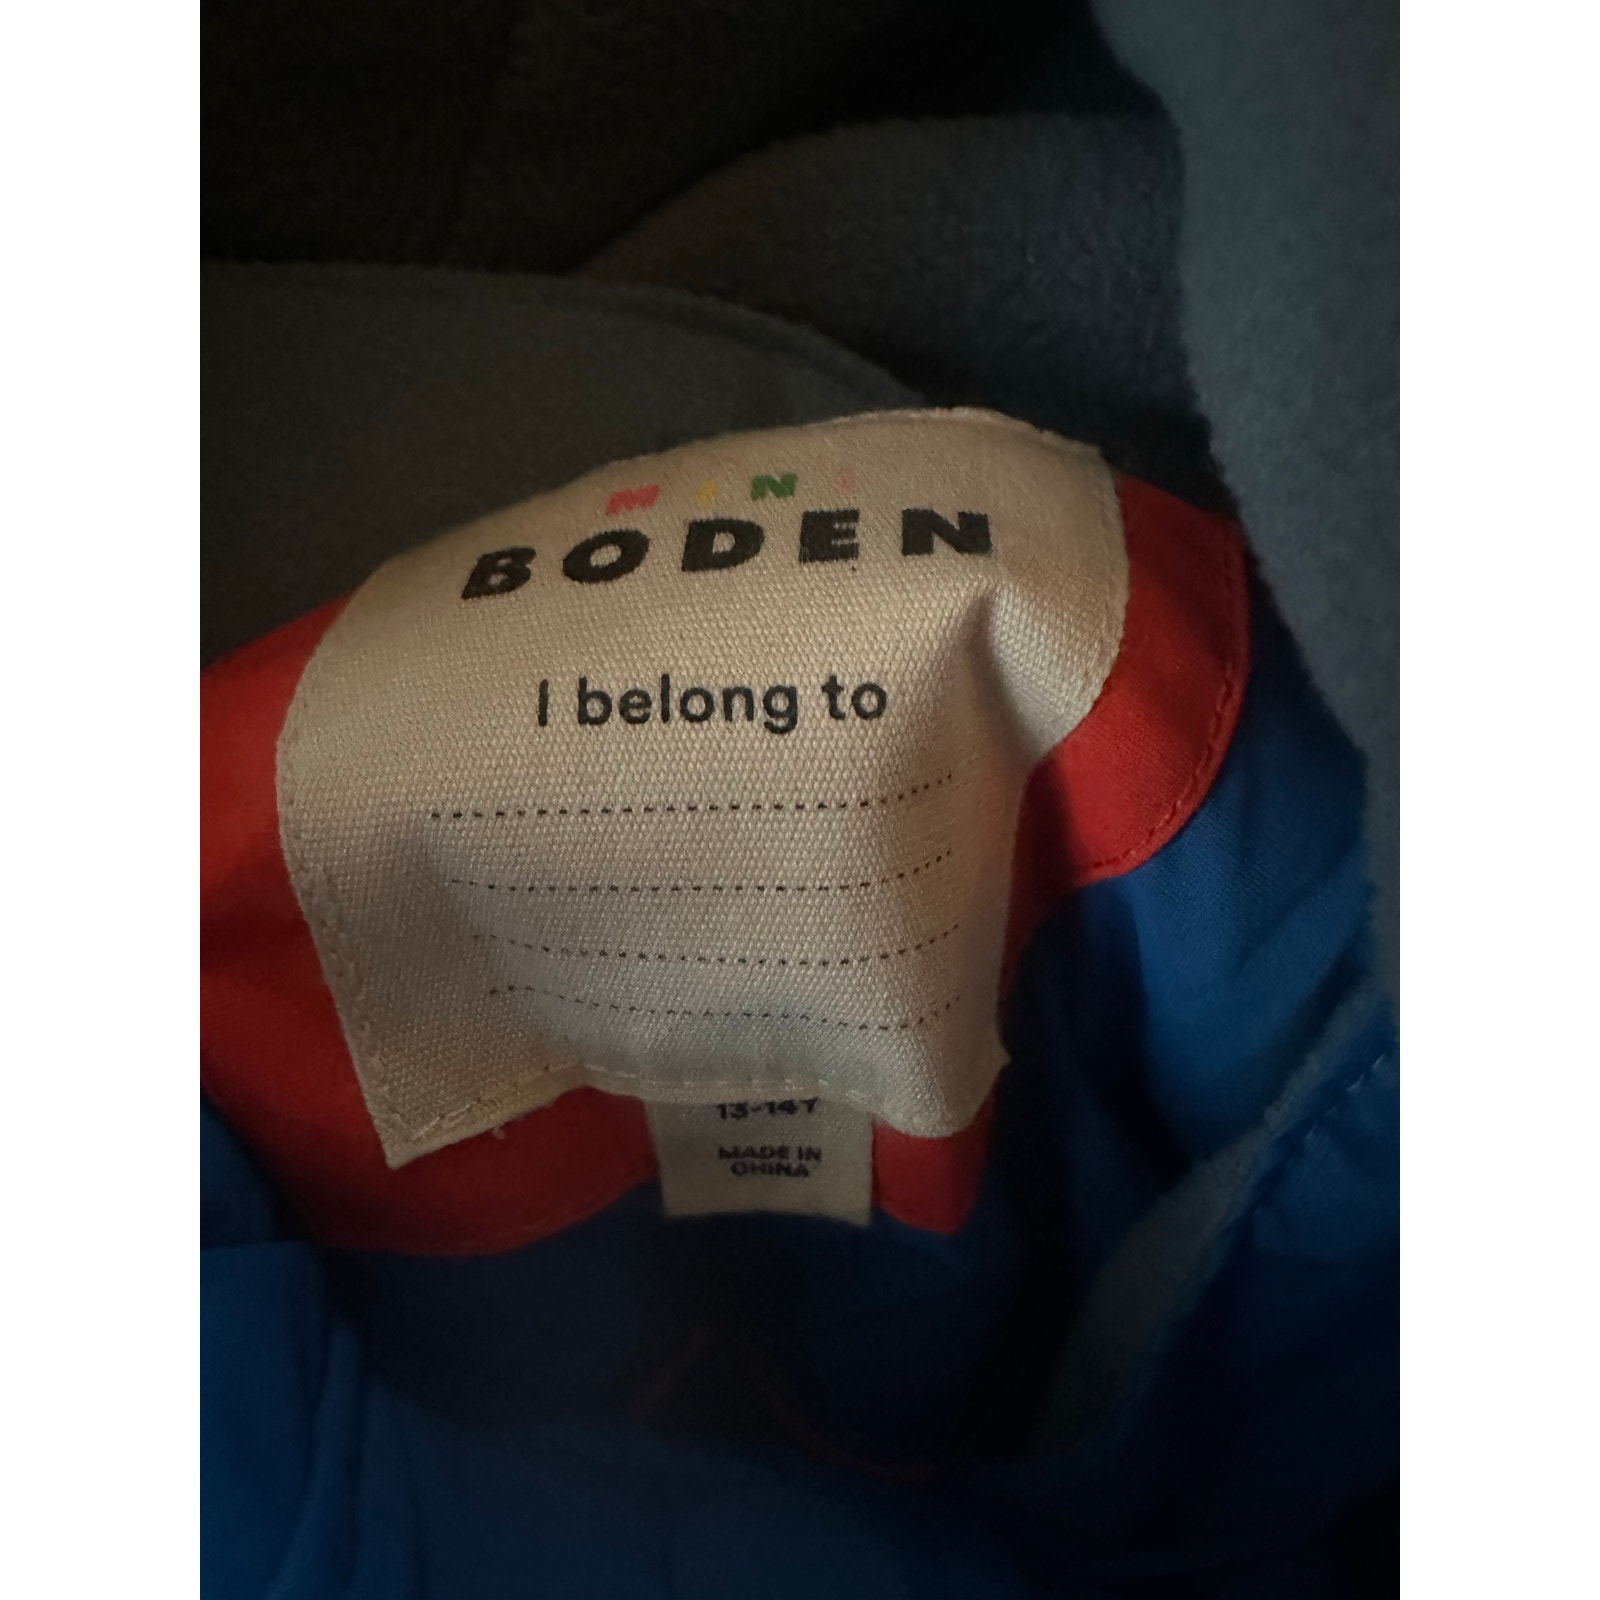 MINI
BODEN
I belong to
13-14Y
MADE IN
CHINA